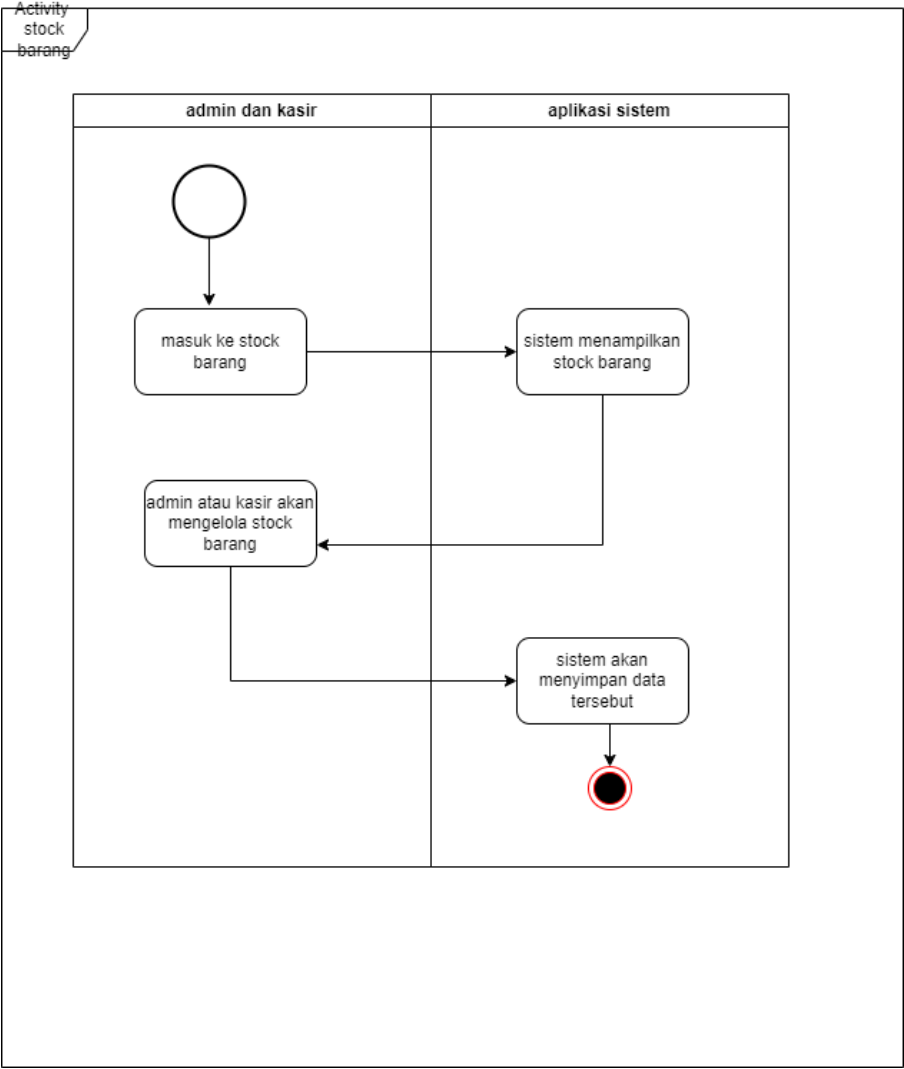 Activity
stock
barang
admin dan kasir
aplikasi sistem
masuk ke stock
barang
sistem menampilkan
stock barang
admin atau kasir akan
mengelola stock
barang
sistem akan
menyimpan data
tersebut